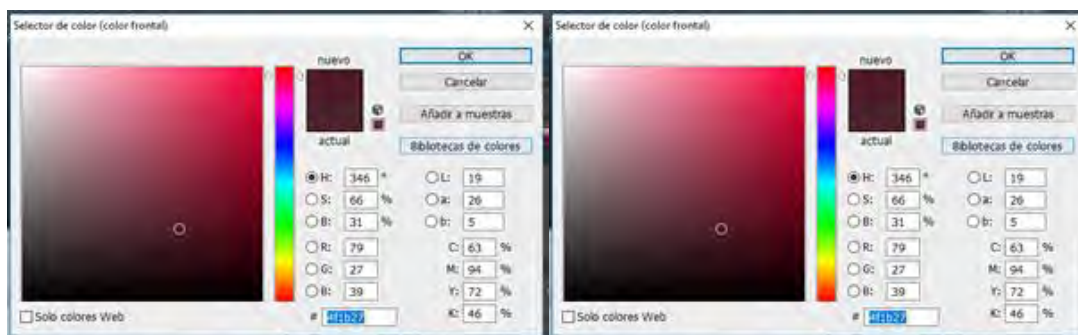 Selector de color (color frontal)
nuevo
actual
OK
Cancelar
Añadir a muestras
Bibliotecas de colores
H: 346 °
S: 66 %
B: 31 %
R: 79
G: 27
B: 39
# 4f1b27
L: 19
a: 26
b: 5
C: 63 %
M: 94 %
Y: 72 %
K: 46 %
Solo colores Web
Selector de color (color frontal)
nuevo
actual
OK
Cancelar
Añadir a muestras
Bibliotecas de colores
H: 346 °
S: 66 %
B: 31 %
R: 79
G: 27
B: 39
# 4f1b27
L: 19
a: 26
b: 5
C: 63 %
M: 94 %
Y: 72 %
K: 46 %
Solo colores Web